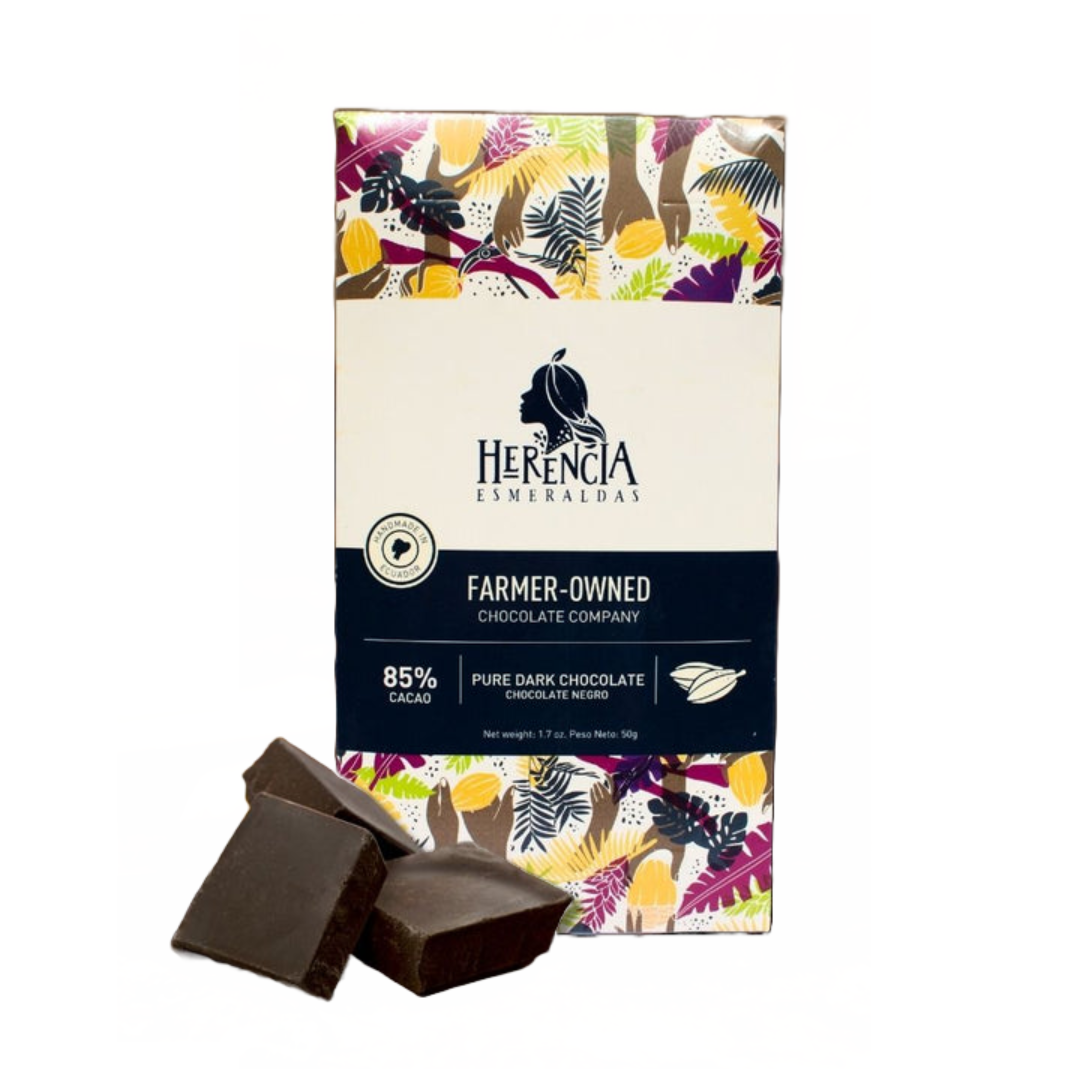 HERENCIA
ESMERALDAS
HANDMADE IN
ECUADOR
FARMER-OWNED
CHOCOLATE COMPANY
85%
CACAO
PURE DARK CHOCOLATE
CHOCOLATE NEGRO
Net weight: 1.7 oz. Peso Neto: 50g